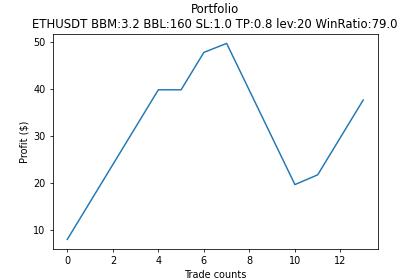 Portfolio
ETHUSDT BBM:3.2 BBL:160 SL:1.0 TP:0.8 lev:20 WinRatio:79.0
50
40
30
20
10
Profit ($)
0 2 4 6 8 10 12
Trade counts